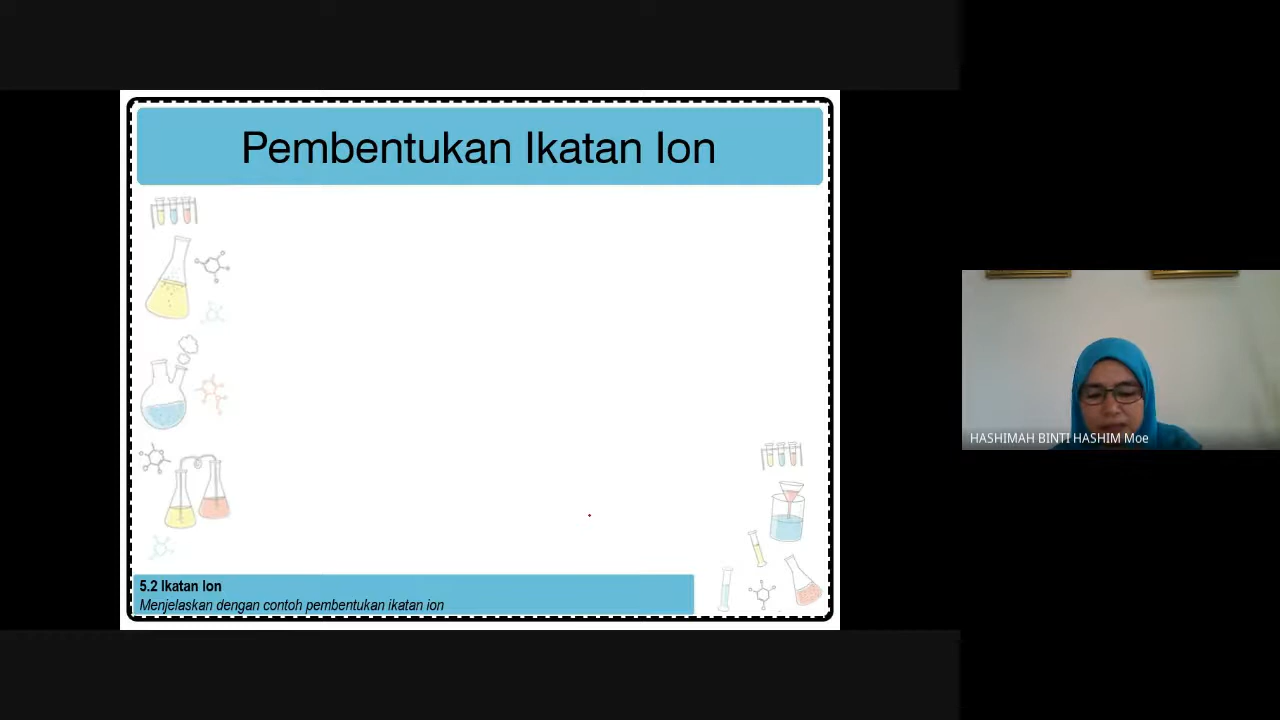 Pembentukan Ikatan Ion
HASHIMAH BINTI HASHIM Moe
5.2 Ikatan Ion
Menjelaskan dengan contoh pembentukan ikatan ion